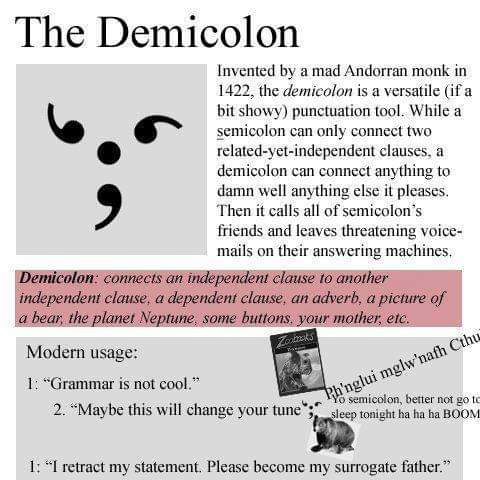 The Demicolon
Invented by a mad Andorran monk in
1422, the demicolon is a versatile (if a
bit showy) punctuation tool. While a
semicolon can only connect two
related-yet-independent clauses, a
demicolon can connect anything to
damn well anything else it pleases.
Then it calls all of semicolon's
friends and leaves threatening voice-
mails on their answering machines.
Demicolon: connects an independent clause to another
independent clause, a dependent clause, an adverb, a picture of
a bear, the planet Neptune, some buttons, your mother, etc.
Modern usage:
1: “Grammar is not cool.”
Zoobooks
Ph'nglui mglw'nafh Cthu
2. “Maybe this will change your tune
Yo semicolon, better not go to
sleep tonight ha ha ha BOOM
1: “I retract my statement. Please become my surrogate father.”